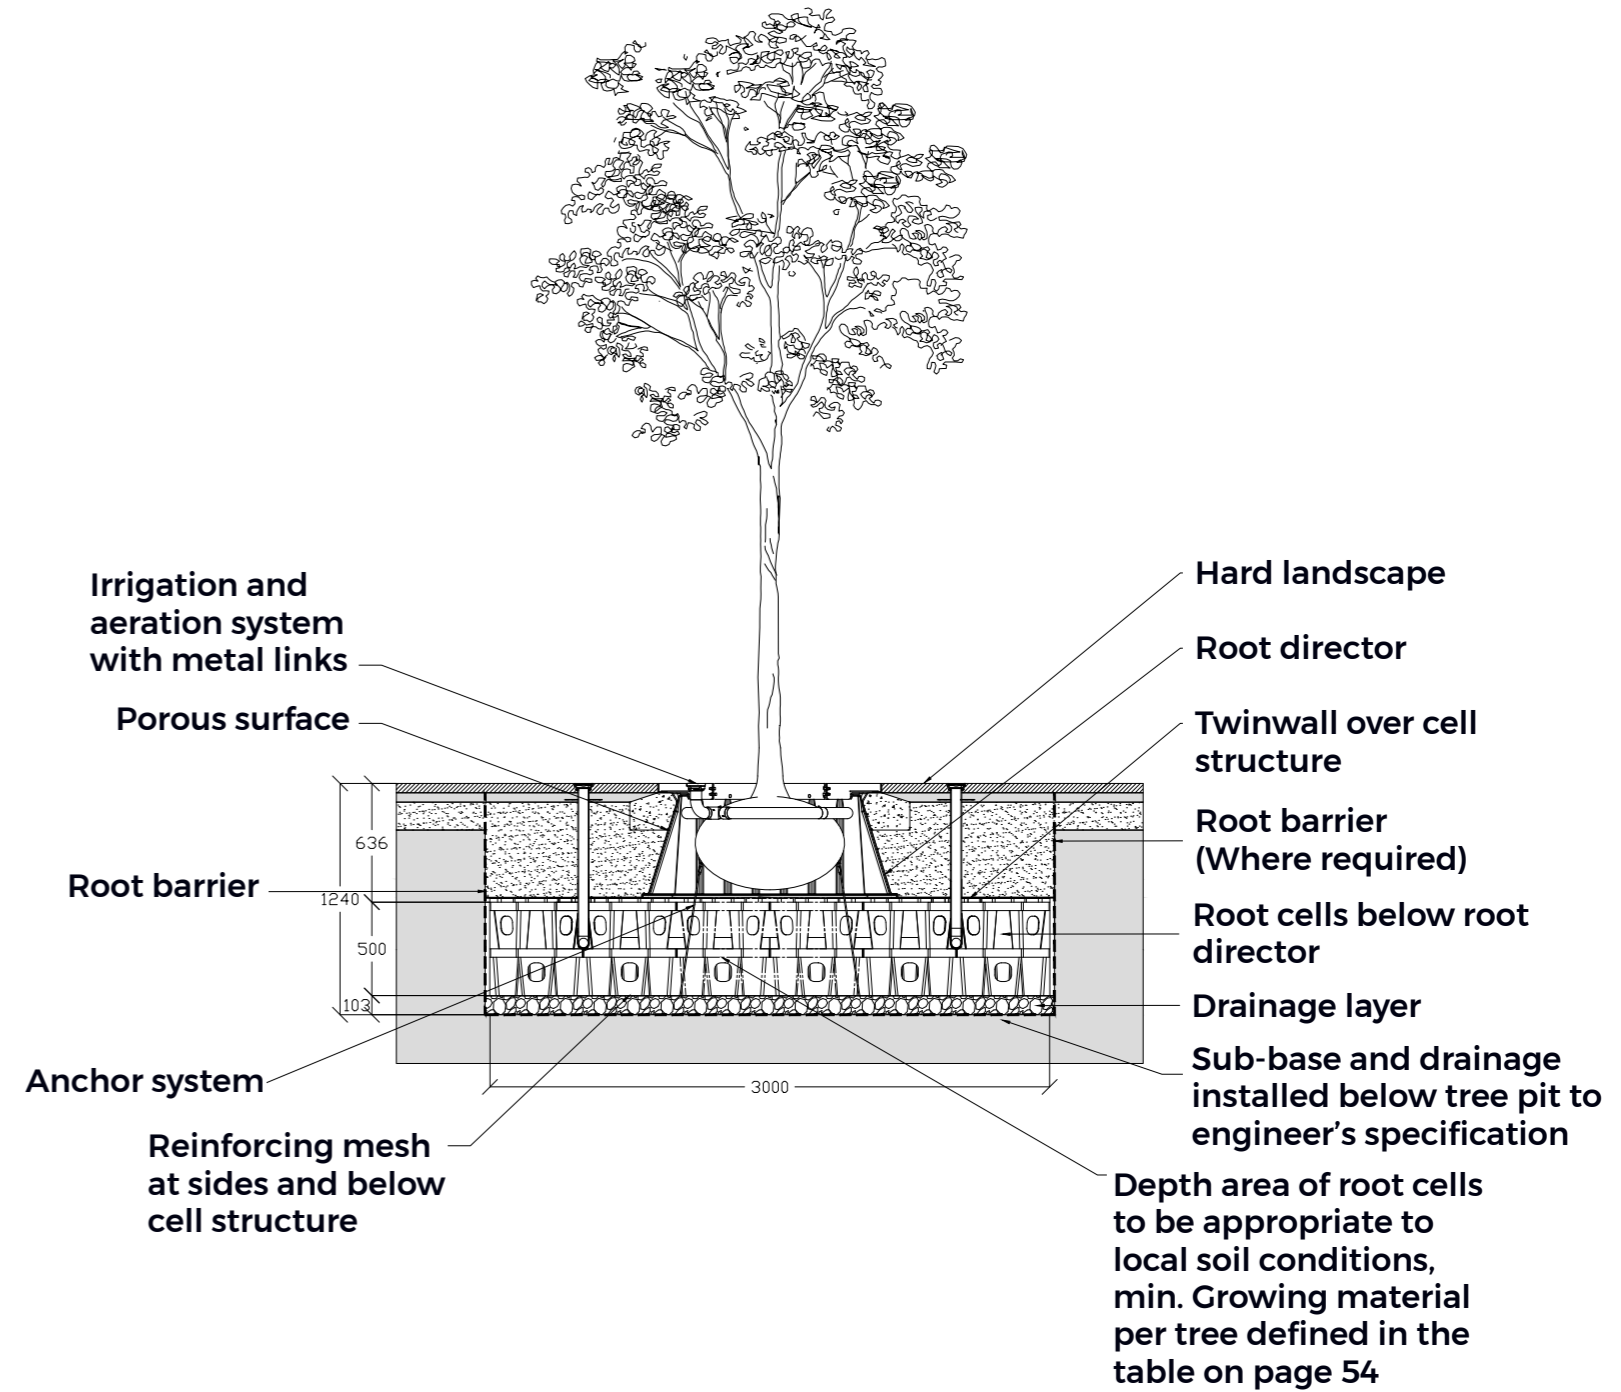 Irrigation and
aeration system
with metal links
Porous surface
Root barrier
Anchor system
Reinforcing mesh
at sides and below
cell structure
636
1240
500
103
3000
Hard landscape
Root director
Twinwall over cell
structure
Root barrier
(Where required)
Root cells below root
director
Drainage layer
Sub-base and drainage
installed below tree pit to
engineer’s specification
Depth area of root cells
to be appropriate to
local soil conditions,
min. Growing material
per tree defined in the
table on page 54